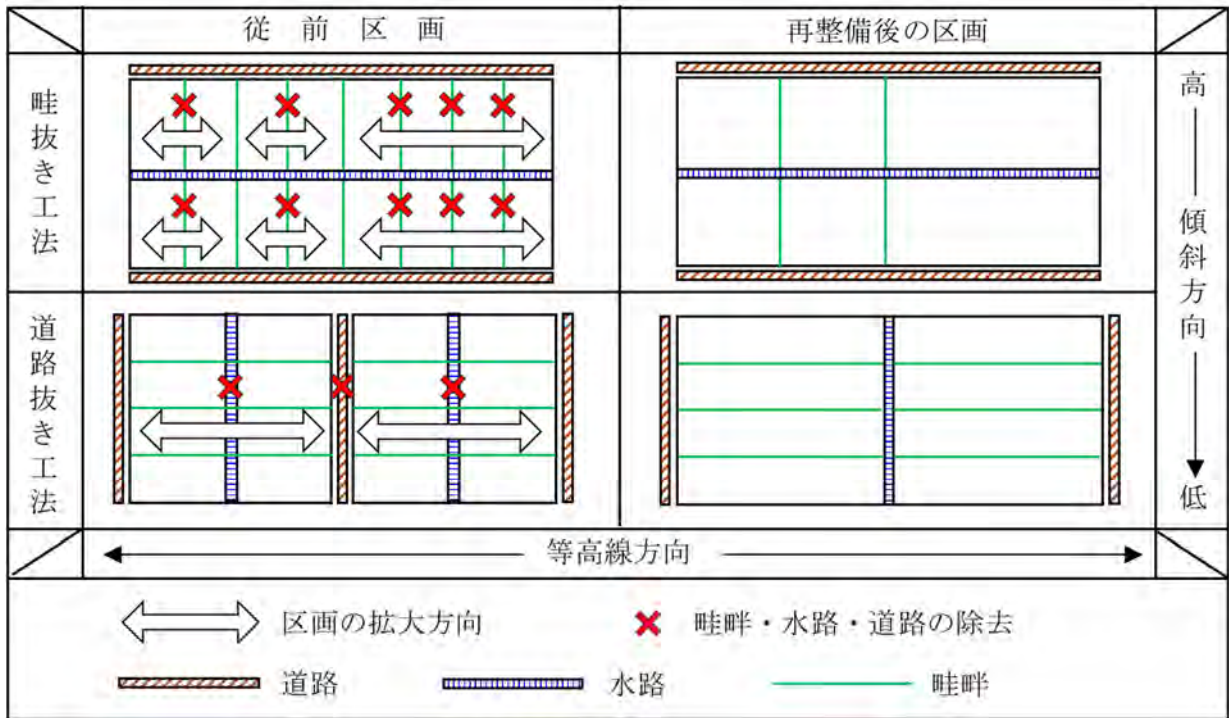 従前区画
再整備後の区画
畦抜き工法
道路抜き工法
高
傾斜方向
低
等高線方向
区画の拡大方向
畦畔・水路・道路の除去
道路
水路
畦畔